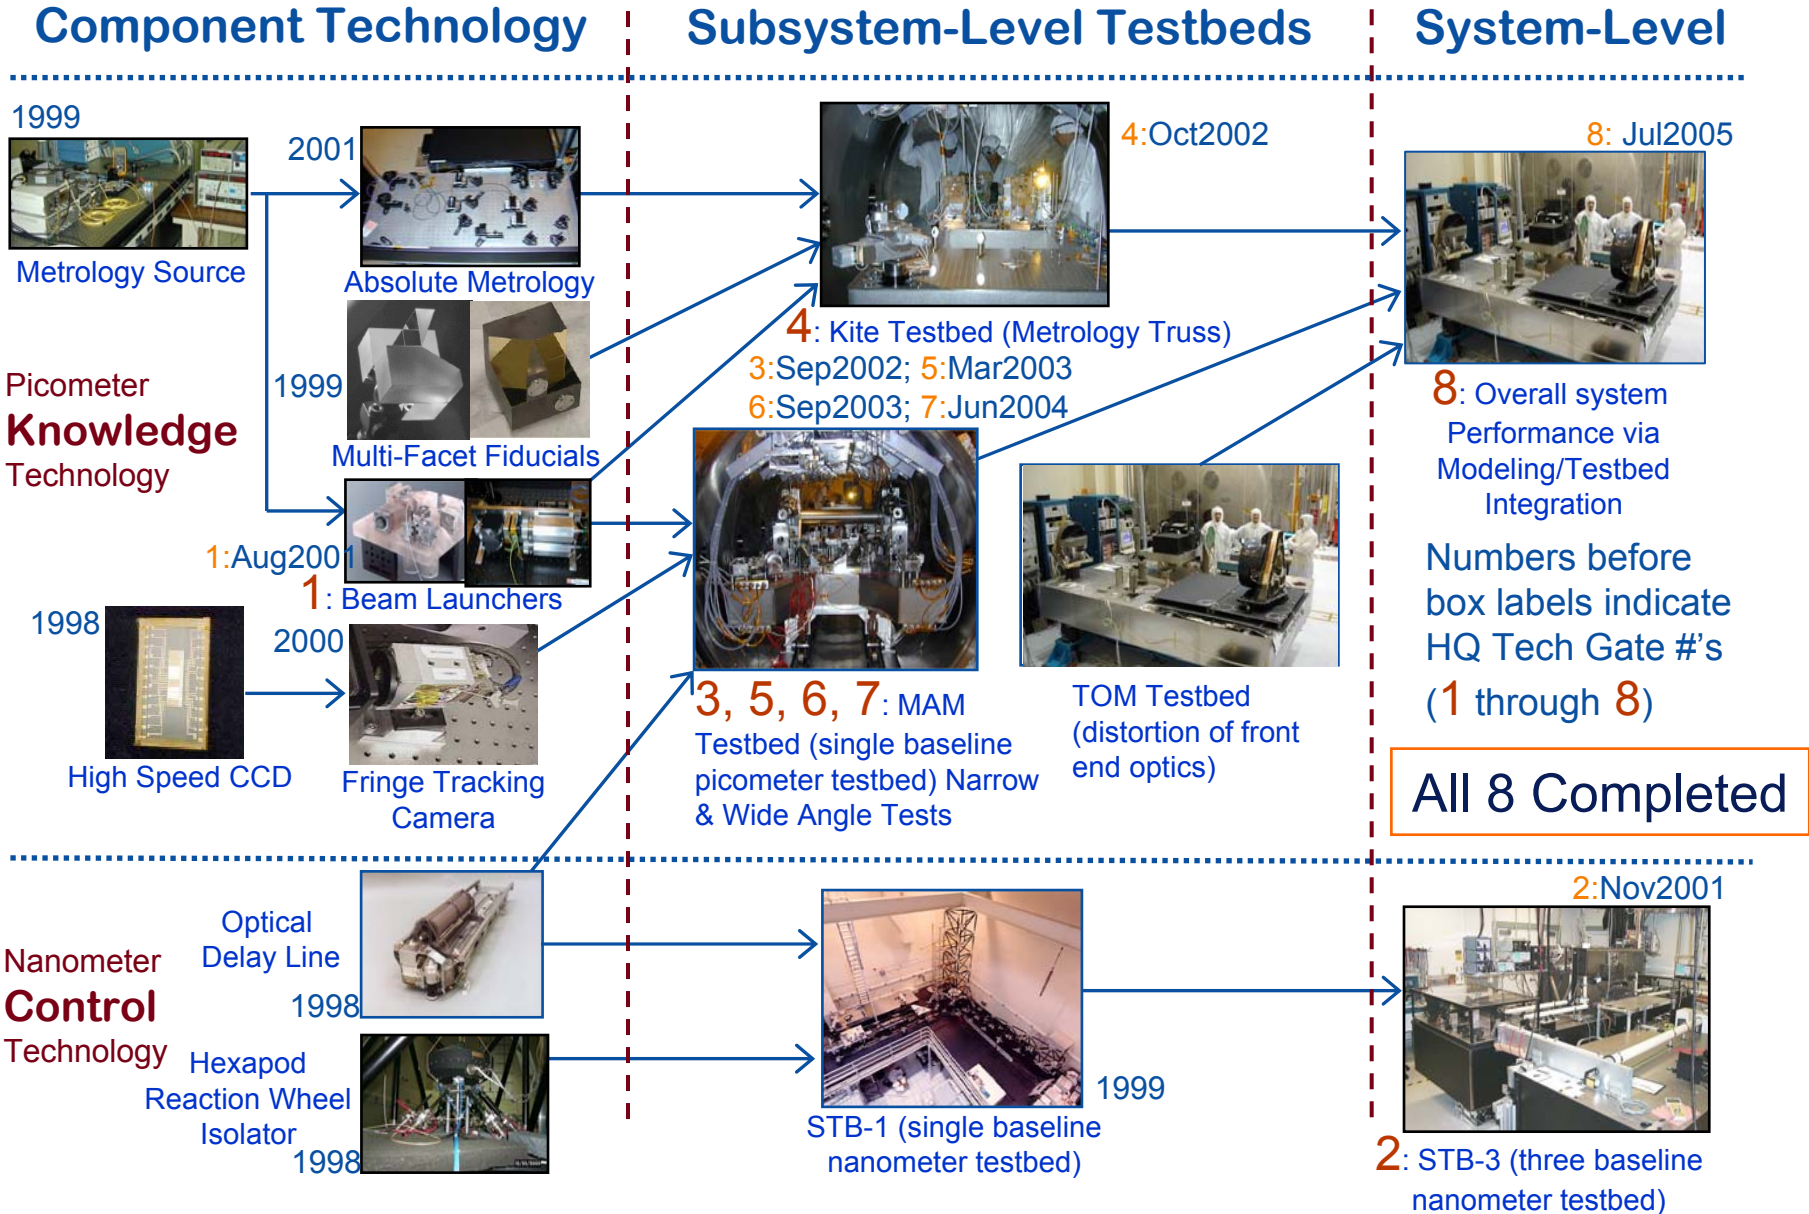 Component Technology
Subsystem-Level Testbeds
System-Level
1999
2001
4:Oct2002
8: Jul2005
Metrology Source
Absolute Metrology
4: Kite Testbed (Metrology Truss)
3:Sep2002; 5:Mar2003
6:Sep2003; 7:Jun2004
Picometer
Knowledge
Technology
1999
Multi-Facet Fiducials
8: Overall system
Performance via
Modeling/Testbed
Integration
1:Aug2001
1: Beam Launchers
Numbers before
box labels indicate
HQ Tech Gate #'s
(1 through 8)
1998
2000
High Speed CCD
Fringe Tracking
Camera
3, 5, 6, 7: MAM
Testbed (single baseline
picometer testbed) Narrow
& Wide Angle Tests
TOM Testbed
(distortion of front
end optics)
All 8 Completed
2:Nov2001
Nanometer
Control
Technology
Optical
Delay Line
1998
Hexapod
Reaction Wheel
Isolator
1998
1999
STB-1 (single baseline
nanometer testbed)
2: STB-3 (three baseline
nanometer testbed)